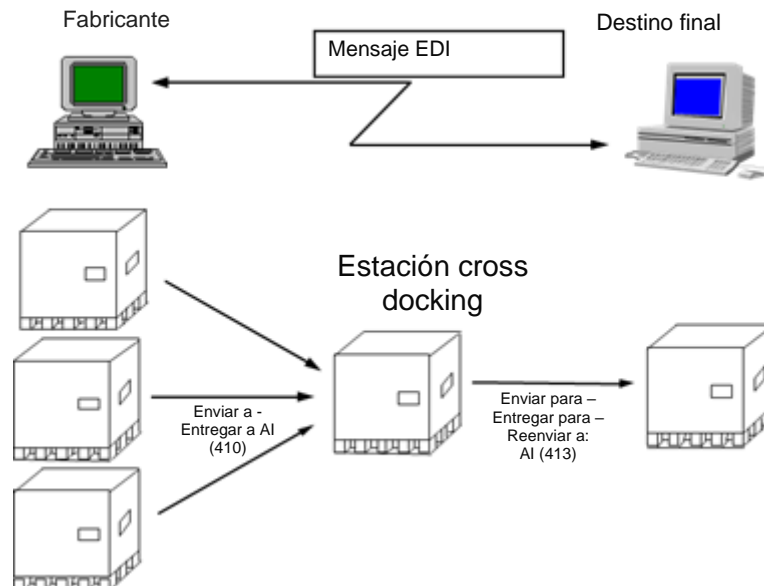 Fabricante
Destino final
Mensaje EDI
Estación cross
docking
Enviar a -
Entregar a AI
(410)
Enviar para –
Entregar para –
Reenviar a:
AI (413)